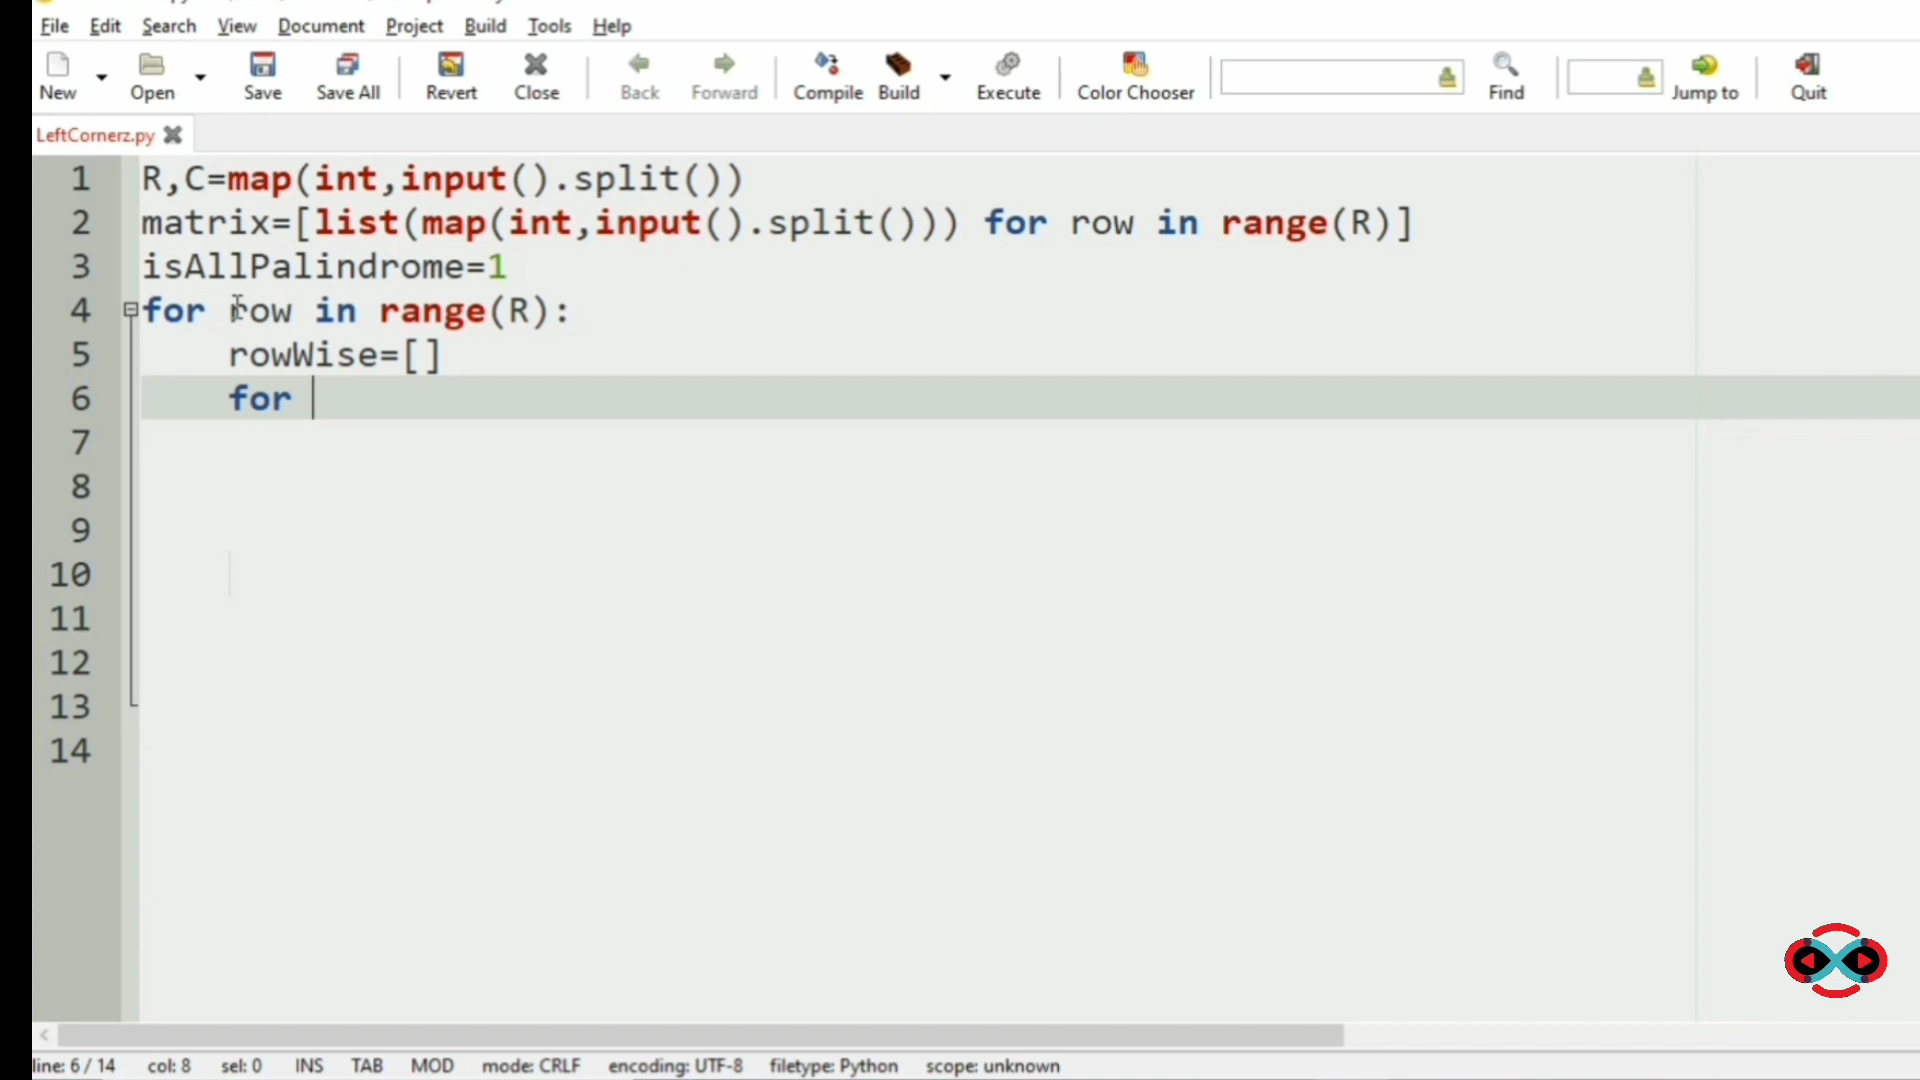 File Edit Search View Document Project Build Tools Help
New Open Save Save All Revert Close Back Forward Compile Build Execute Color Chooser Find Jump to Quit
LeftCornerz.py
1 R,C=map(int,input().split())
2 matrix=[list(map(int,input().split())) for row in range(R)]
3 isAllPalindrome=1
4 for row in range(R):
5 rowWise=[]
6 for
7
8
9
10
11
12
13
14
line: 6 / 14 col: 8 sel: 0 INS TAB MOD mode: CRLF encoding: UTF-8 filetype: Python scope: unknown